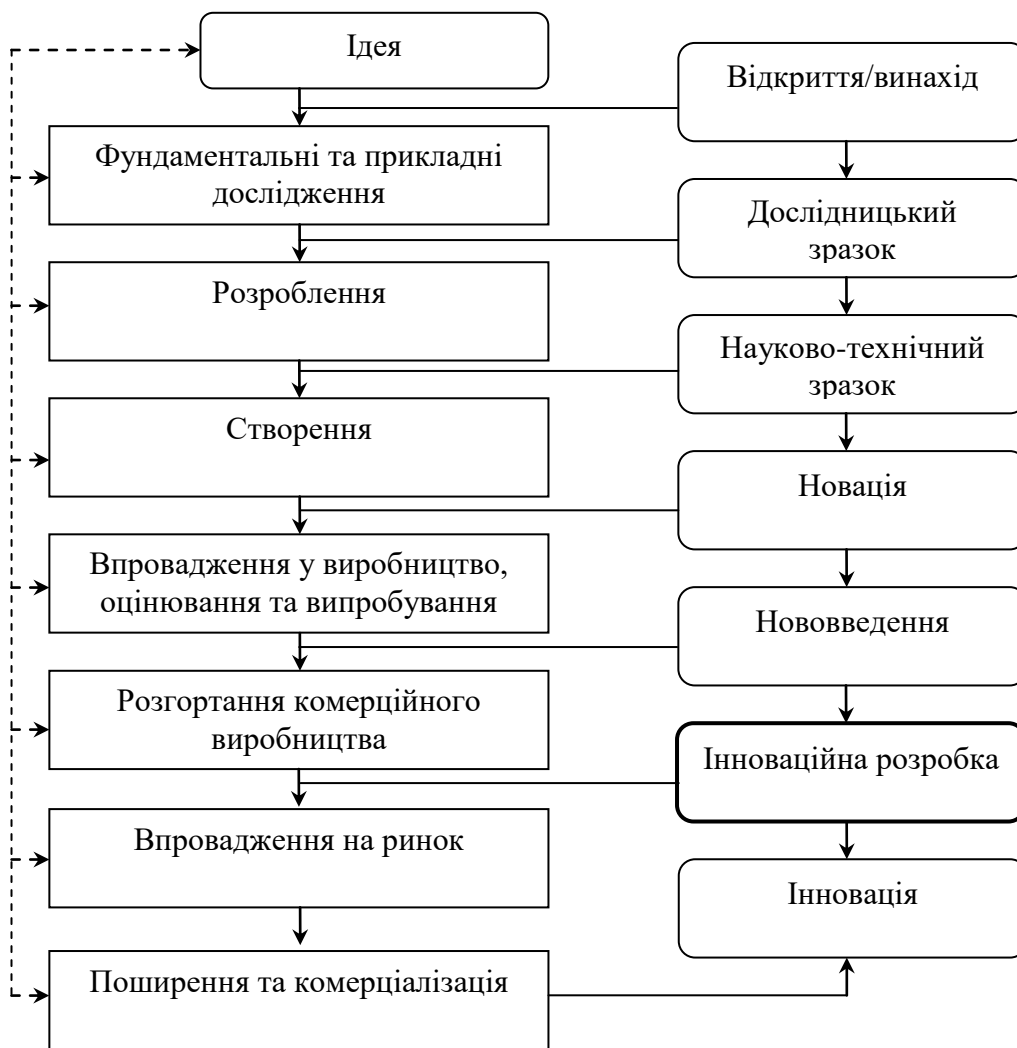 Ідея
Відкриття/винахід
Фундаментальні та прикладні
дослідження
Дослідницький
зразок
Розроблення
Науково-технічний
зразок
Створення
Новація
Впровадження у виробництво,
оцінювання та випробування
Нововведення
Розгортання комерційного
виробництва
Інноваційна розробка
Впровадження на ринок
Інновація
Поширення та комерціалізація